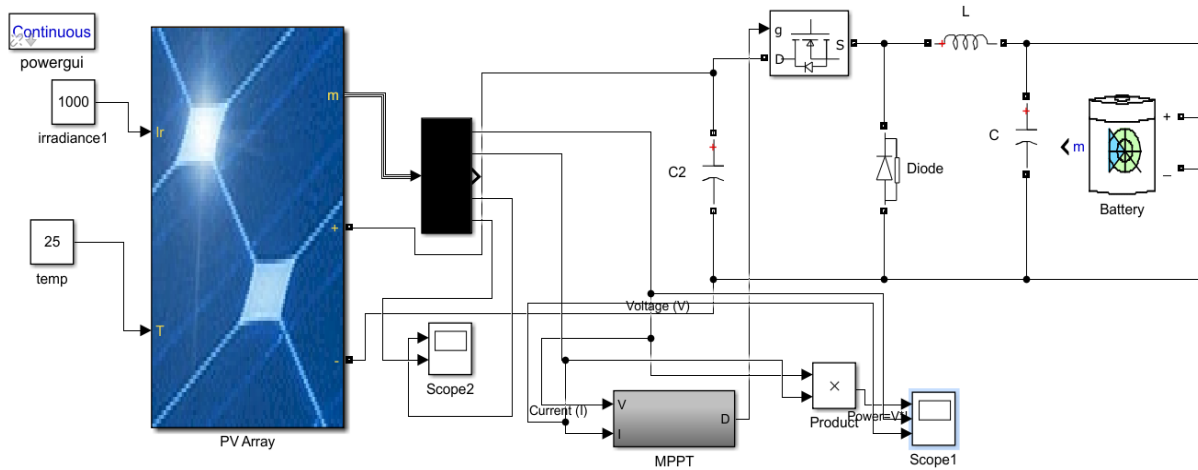 Continuous
powergui
1000
irradiance1
25
temp
Ir
T
m
+
-
PV Array
Scope2
C2
g
D
S
L
Diode
C
m
+
–
Battery
Voltage (V)
Current (I)
V
I
D
MPPT
×
Product
Power=V*I
Scope1